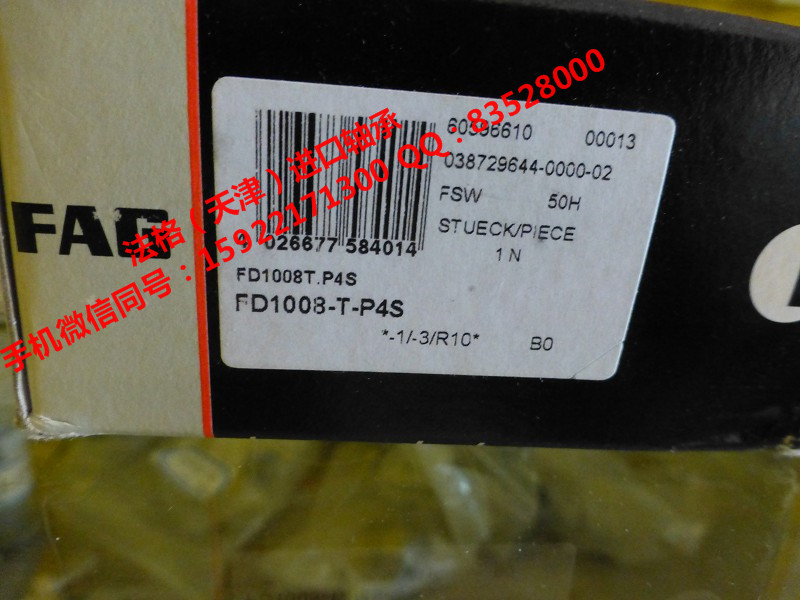 FAG
60396610 00013
038729644-0000-02
FSW 50H
STUECK/PIECE
1 N
026677 584014
FD1008T.P4S
FD1008-T-P4S
*-1/-3/R10* B0
法格（天津）进口轴承
手机微信同号：15922171300 QQ：83528000